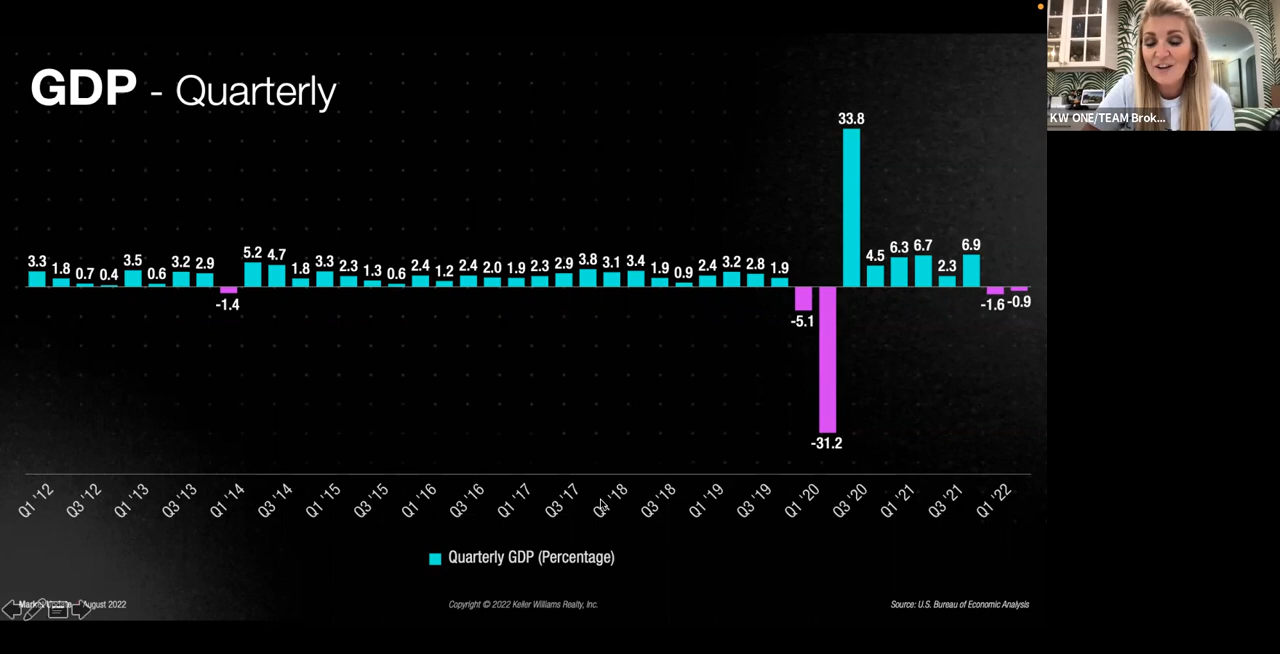 GDP - Quarterly
KW ONE/TEAM Brok...
33.8
3.3 1.8 0.7 0.4 3.5 0.6 3.2 2.9 5.2 4.7 1.8 3.3 2.3 1.3 0.6 2.4 1.2 2.4 2.0 1.9 2.3 2.9 3.8 3.1 3.4 1.9 0.9 2.4 3.2 2.8 1.9 4.5 6.3 6.7 2.3 6.9
-1.4 -5.1 -1.6 -0.9
-31.2
Q1 '12 Q3 '12 Q1 '13 Q3 '13 Q1 '14 Q3 '14 Q1 '15 Q3 '15 Q1 '16 Q3 '16 Q1 '17 Q3 '17 Q1 '18 Q3 '18 Q1 '19 Q3 '19 Q1 '20 Q3 '20 Q1 '21 Q3 '21 Q1 '22
Quarterly GDP (Percentage)
August 2022
Copyright © 2022 Keller Williams Realty, Inc.
Source: U.S. Bureau of Economic Analysis